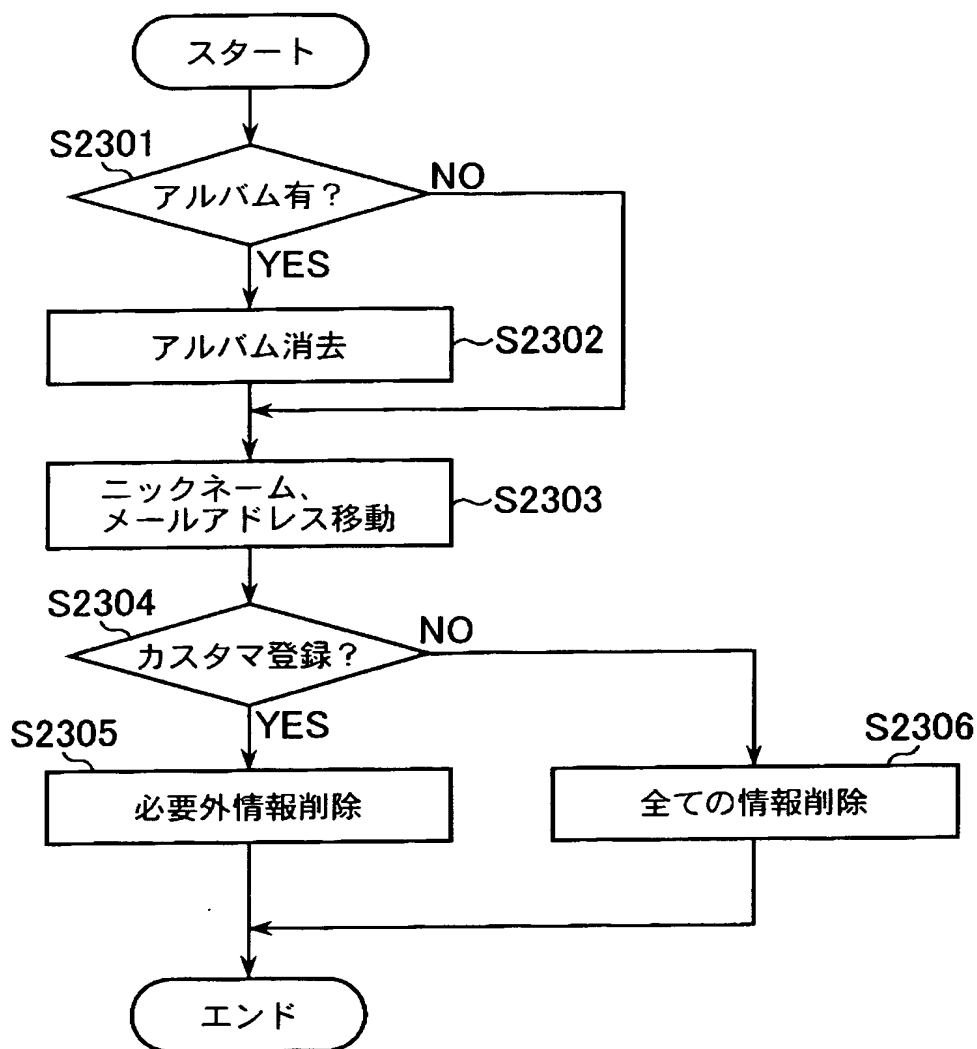 スタート
S2301
アルバム有?
NO
YES
アルバム消去
S2302
ニックネーム、
メールアドレス移動
S2303
S2304
カスタマ登録?
NO
YES
S2305
必要外情報削除
S2306
全ての情報削除
エンド